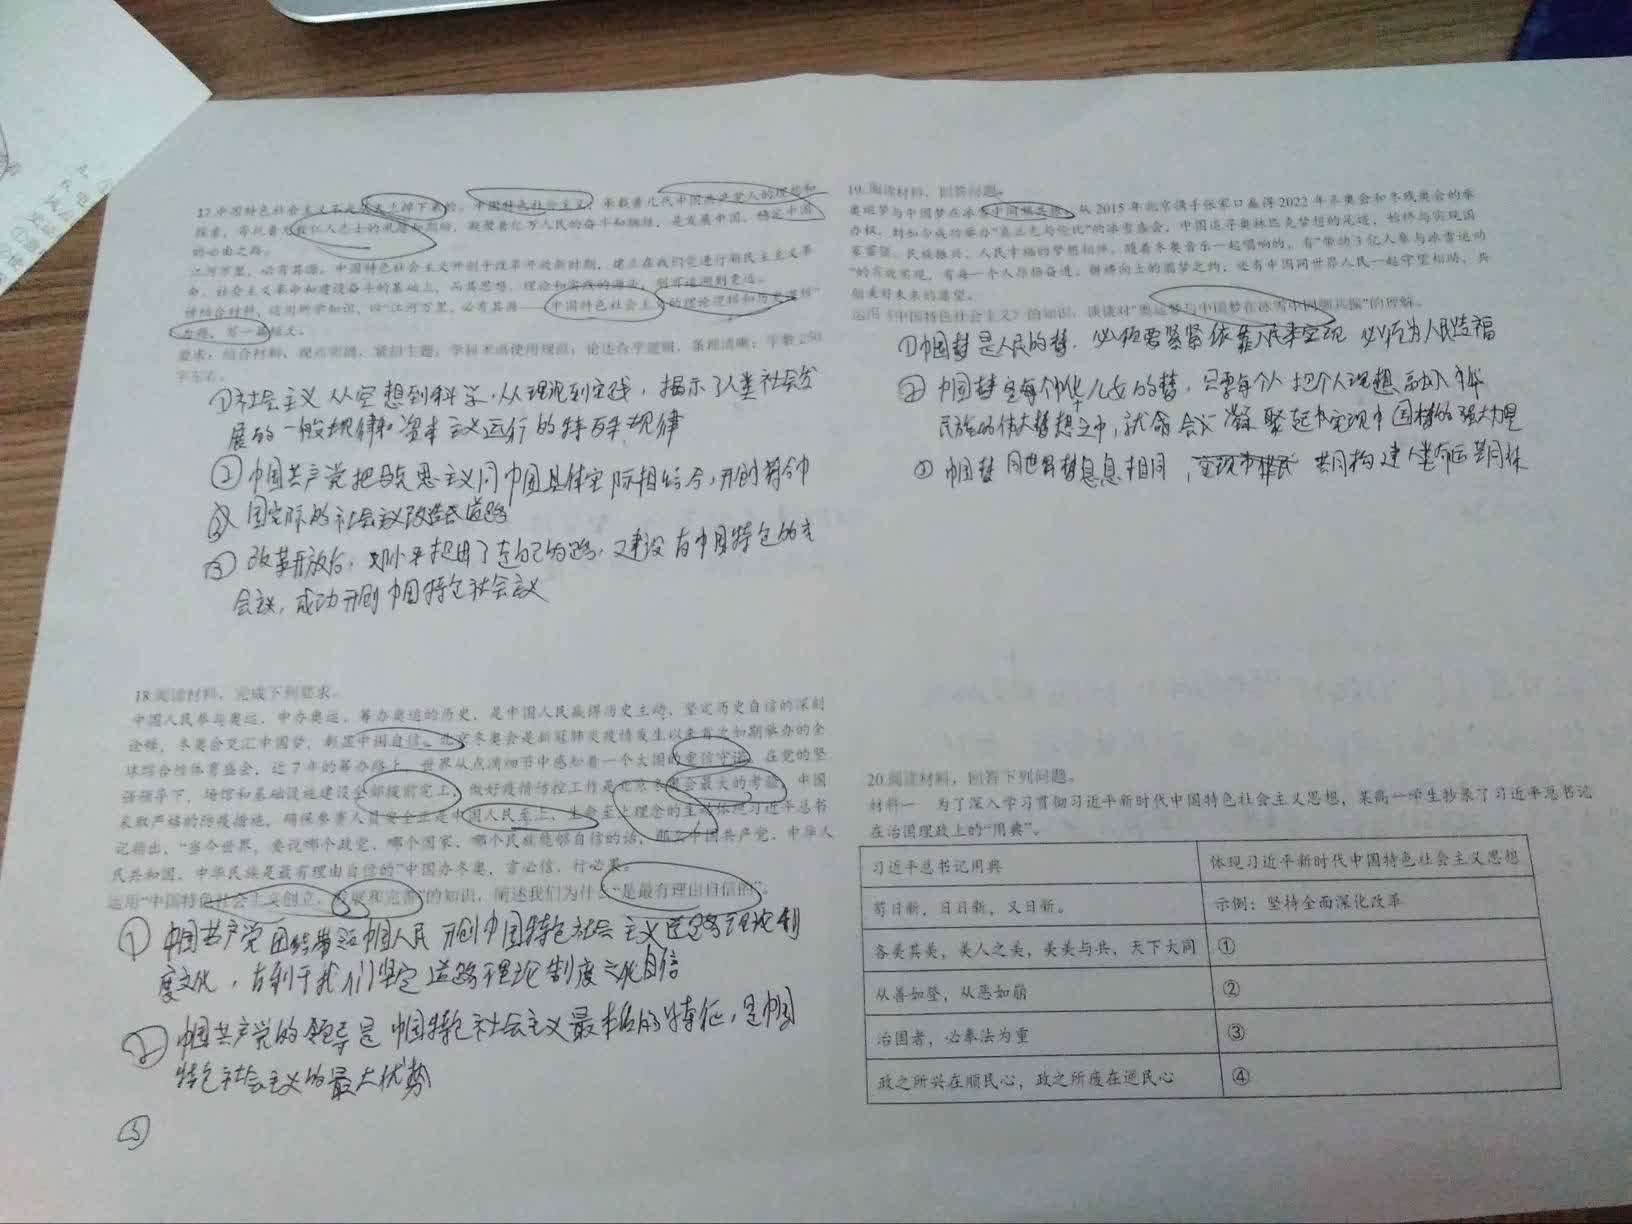 17.中国特色社会主义不是从天上掉下来的。中国特色社会主义，承载着几代中国共产党人的理想和
探索，寄托着无数仁人志士的夙愿和期盼，凝聚着亿万人民的奋斗和牺牲，是发展中国、稳定中国
的必由之路。
江河万里，必有其源。中国特色社会主义开创于改革开放新时期，建立在我们党进行新民主主义革
命、社会主义革命和建设奋斗的基础上，而其思想、理论和实践的源头，则可追溯到更远。
请结合材料，运用所学知识，以“江河万里，必有其源——中国特色社会主义的理论逻辑和历史逻辑”
为题，写一篇短文。
要求：结合材料，观点明确，紧扣主题；学科术语使用规范；论述合乎逻辑，条理清晰；字数250
字左右。
①社会主义从空想到科学，从理论到实践，揭示了人类社会发
展的一般规律和资本主义运行的特殊规律
②中国共产党把马克思主义同中国具体实际相结合，开创符合中
国实际的社会主义改造道路
③改革开放后，邓小平提出了走自己的路，建设有中国特色的社
会主义，成功开创中国特色社会主义
18.阅读材料，完成下列要求。
中国人民参与奥运、申办奥运、筹办奥运的历史，是中国人民赢得历史主动、坚定历史自信的深刻
诠释，冬奥会交汇中国梦，彰显中国自信。北京冬奥会是新冠肺炎疫情发生以来首次如期举办的全
球综合性体育盛会，近7年的筹办路上，世界从点滴细节中感知着一个大国的重信守诺。在党的坚
强领导下，场馆和基础设施建设全部提前完工，做好疫情防控工作是北京冬奥会最大的考验，中国
采取严格的防疫措施，确保参赛人员安全正是中国人民至上、生命至上理念的生动体现习近平总书
记指出，“当今世界，要说哪个政党、哪个国家、哪个民族能够自信的话，那么中国共产党、中华人
民共和国、中华民族是最有理由自信的”中国办冬奥，言必信、行必果。
运用“中国特色社会主义创立、发展和完善”的知识，阐述我们为什么“是最有理由自信的”。
①中国共产党团结带领中国人民开创中国特色社会主义道路理论制
度文化，有利于我们坚定道路理论制度文化自信
②中国共产党的领导是中国特色社会主义最本质的特征，是中国
特色社会主义的最大优势
③
19.阅读材料，回答问题。
奥运梦与中国梦在冰雪中同频共振。从2015年北京携手张家口赢得2022年冬奥会和冬残奥会的举
办权，到如今成功举办“真正无与伦比”的冰雪盛会，中国追寻奥林匹克梦想的足迹，始终与实现国
家富强、民族振兴、人民幸福的梦想相伴。随着冬奥音乐一起唱响的，有“带动3亿人参与冰雪运动
”的有效实现，有每一个人昂扬奋进、拼搏向上的圆梦之约，还有中国同世界人民一起守望相助、共
创美好未来的愿望。
运用《中国特色社会主义》的知识，谈谈对“奥运梦与中国梦在冰雪中同频共振”的理解。
①中国梦是人民的梦，必须要紧紧依靠人民来实现 必须为人民造福
②中国梦是每个中华儿女的梦，只要每个人把个人理想融入中华
民族的伟大梦想之中，就会凝聚起实现中国梦的强大力量
③中国梦同世界梦息息相同，共同构建人类命运共同体
20.阅读材料，回答下列问题。
材料一 为了深入学习贯彻习近平新时代中国特色社会主义思想，某高一学生抄录了习近平总书记
在治国理政上的“用典”。
习近平总书记用典 体现习近平新时代中国特色社会主义思想
苟日新，日日新，又日新。 示例：坚持全面深化改革
各美其美，美人之美，美美与共，天下大同 ①
从善如登，从恶如崩 ②
治国者，必奉法为重 ③
政之所兴在顺民心，政之所废在逆民心 ④